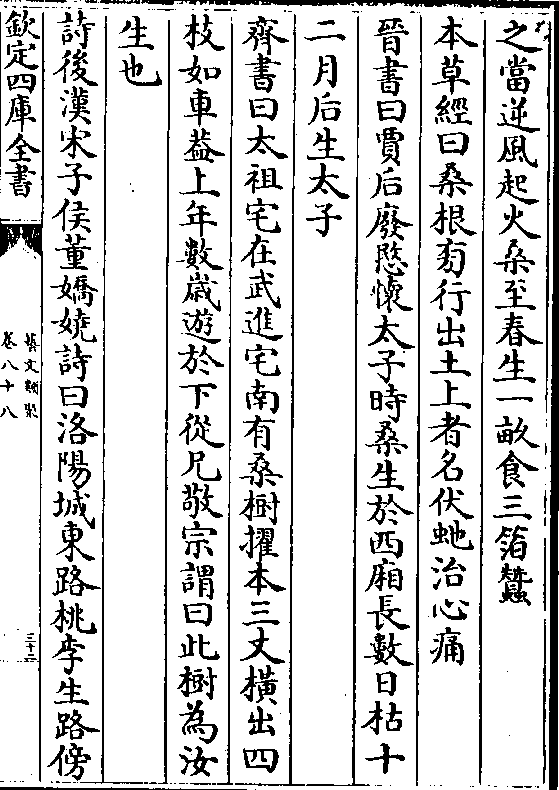 之當逆風起火桑至春生一畝食三箔蠶
本草經曰桑根旁行出土上者名伏虵治心痛
晉書曰賈后廢愍懷太子時桑生於西廂長數日枯十
二月后生太子
齊書曰太祖宅在武進宅南有桑樹擢本三丈橫出四
枝如車葢上年數歲遊於下從兄敬宗謂曰此樹為汝
生也
詩後漢宋子侯董嬌嬈詩曰洛陽城東路桃李生路傍
欽定四庫全書
藝文類聚
卷八十八
三十二